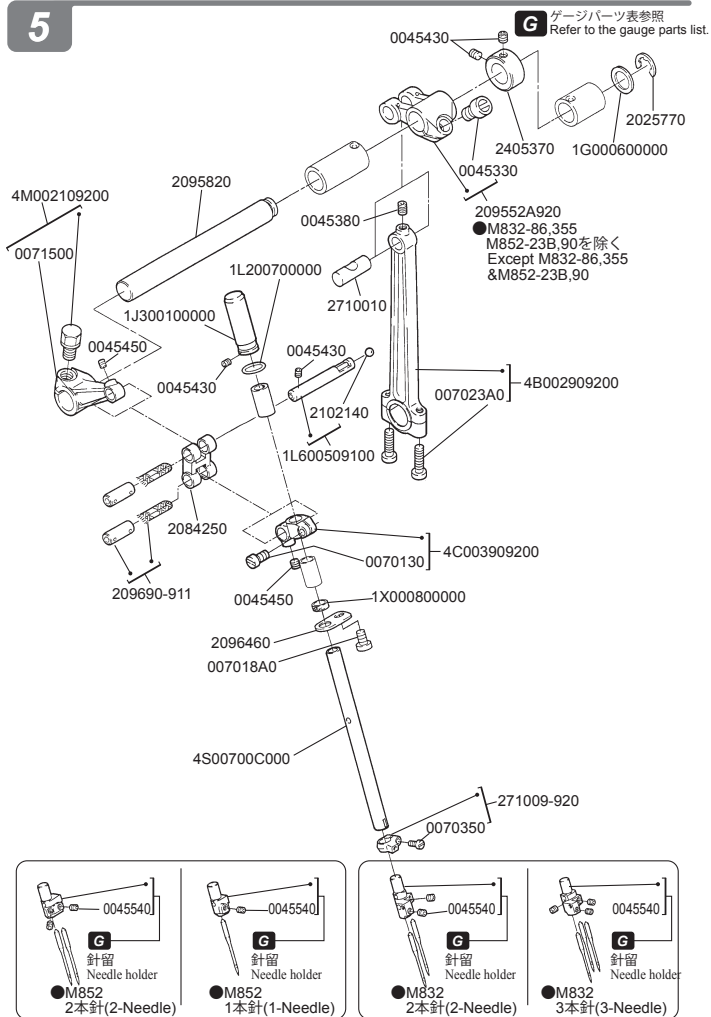 5
G ゲージパーツ表参照
Refer to the gauge parts list.
0045430
2025770
1G000600000
2405370
0045330
209552A920
●M832-86,355
M852-23B,90を除く
Except M832-86,355
&M852-23B,90
2095820
4M002109200
0071500
0045380
1L200700000
2710010
1J300100000
0045450
0045430
0045430
4B002909200
007023A0
2102140
1L600509100
2084250
4C003909200
0070130
209690-911
0045450
1X000800000
2096460
007018A0
4S00700C000
271009-920
0070350
0045540
G
針留
Needle holder
●M852
2本針(2-Needle)
0045540
G
針留
Needle holder
●M852
1本針(1-Needle)
0045540
G
針留
Needle holder
●M832
2本針(2-Needle)
0045540
G
針留
Needle holder
●M832
3本針(3-Needle)